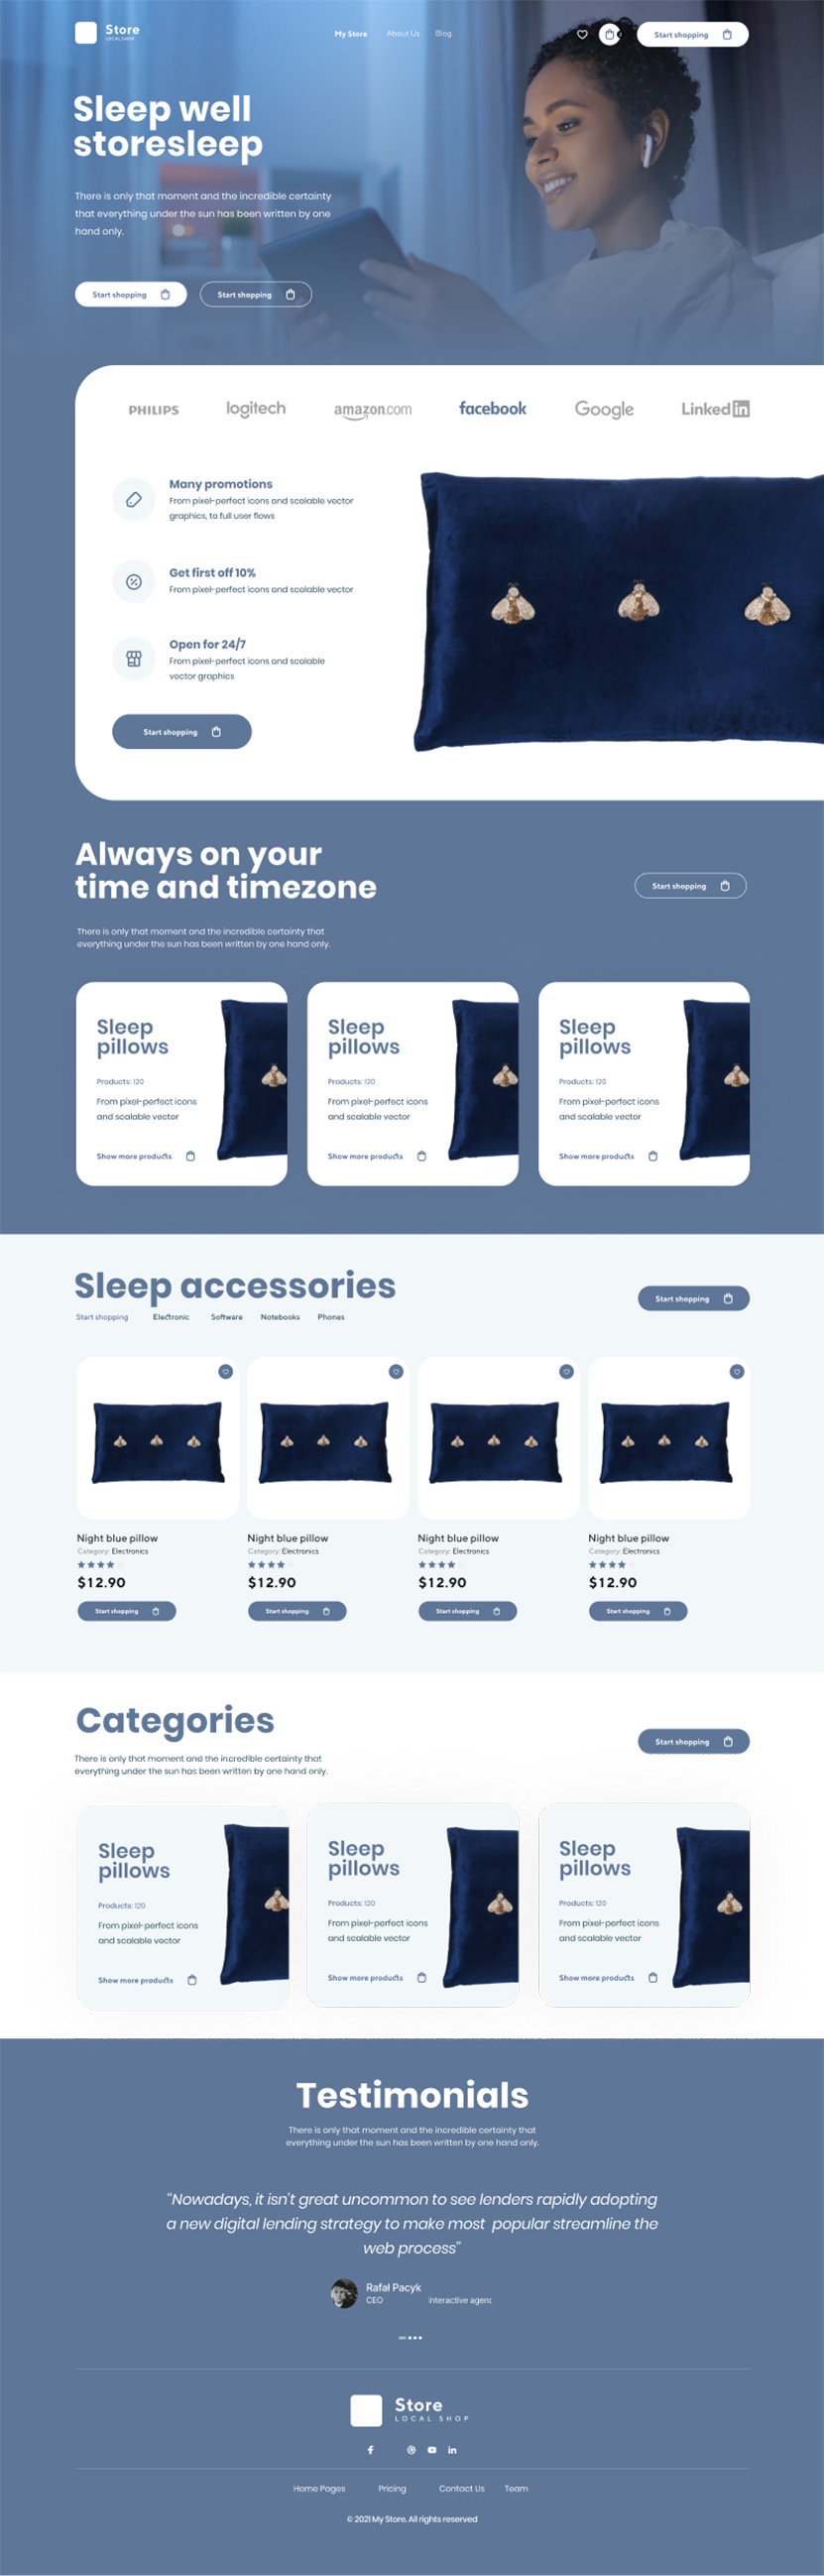 Store
LOCAL SHOP
My Store About Us Blog
Start shopping
Sleep well
storesleep
There is only that moment and the incredible certainty
that everything under the sun has been written by one
hand only.
Start shopping Start shopping
PHILIPS logitech amazon.com facebook Google Linked in
Many promotions
From pixel-perfect icons and scalable vector
graphics, to full user flows
Get first off 10%
From pixel-perfect icons and scalable vector
Open for 24/7
From pixel-perfect icons and scalable
vector graphics
Start shopping
Always on your
time and timezone
Start shopping
There is only that moment and the incredible certainty that
everything under the sun has been written by one hand only.
Sleep Sleep Sleep
pillows pillows pillows
Products: 120 Products: 120 Products: 120
From pixel-perfect icons From pixel-perfect icons From pixel-perfect icons
and scalable vector and scalable vector and scalable vector
Show more products Show more products Show more products
Sleep accessories
Start shopping
Start shopping Electronic Software Notebooks Phones
Night blue pillow Night blue pillow Night blue pillow Night blue pillow
Category: Electronics Category: Electronics Category: Electronics Category: Electronics
$12.90 $12.90 $12.90 $12.90
Start shopping Start shopping Start shopping Start shopping
Categories
Start shopping
There is only that moment and the incredible certainty that
everything under the sun has been written by one hand only.
Sleep Sleep Sleep
pillows pillows pillows
Products: 120 Products: 120 Products: 120
From pixel-perfect icons From pixel-perfect icons From pixel-perfect icons
and scalable vector and scalable vector and scalable vector
Show more products Show more products Show more products
Testimonials
There is only that moment and the incredible certainty that
everything under the sun has been written by one hand only.
“Nowadays, it isn’t great uncommon to see lenders rapidly adopting
a new digital lending strategy to make most popular streamline the
web process”
Rafał Pacyk
CEO interactive agenc
Store
LOCAL SHOP
Home Pages Pricing Contact Us Team
© 2021 My Store. All rights reserved